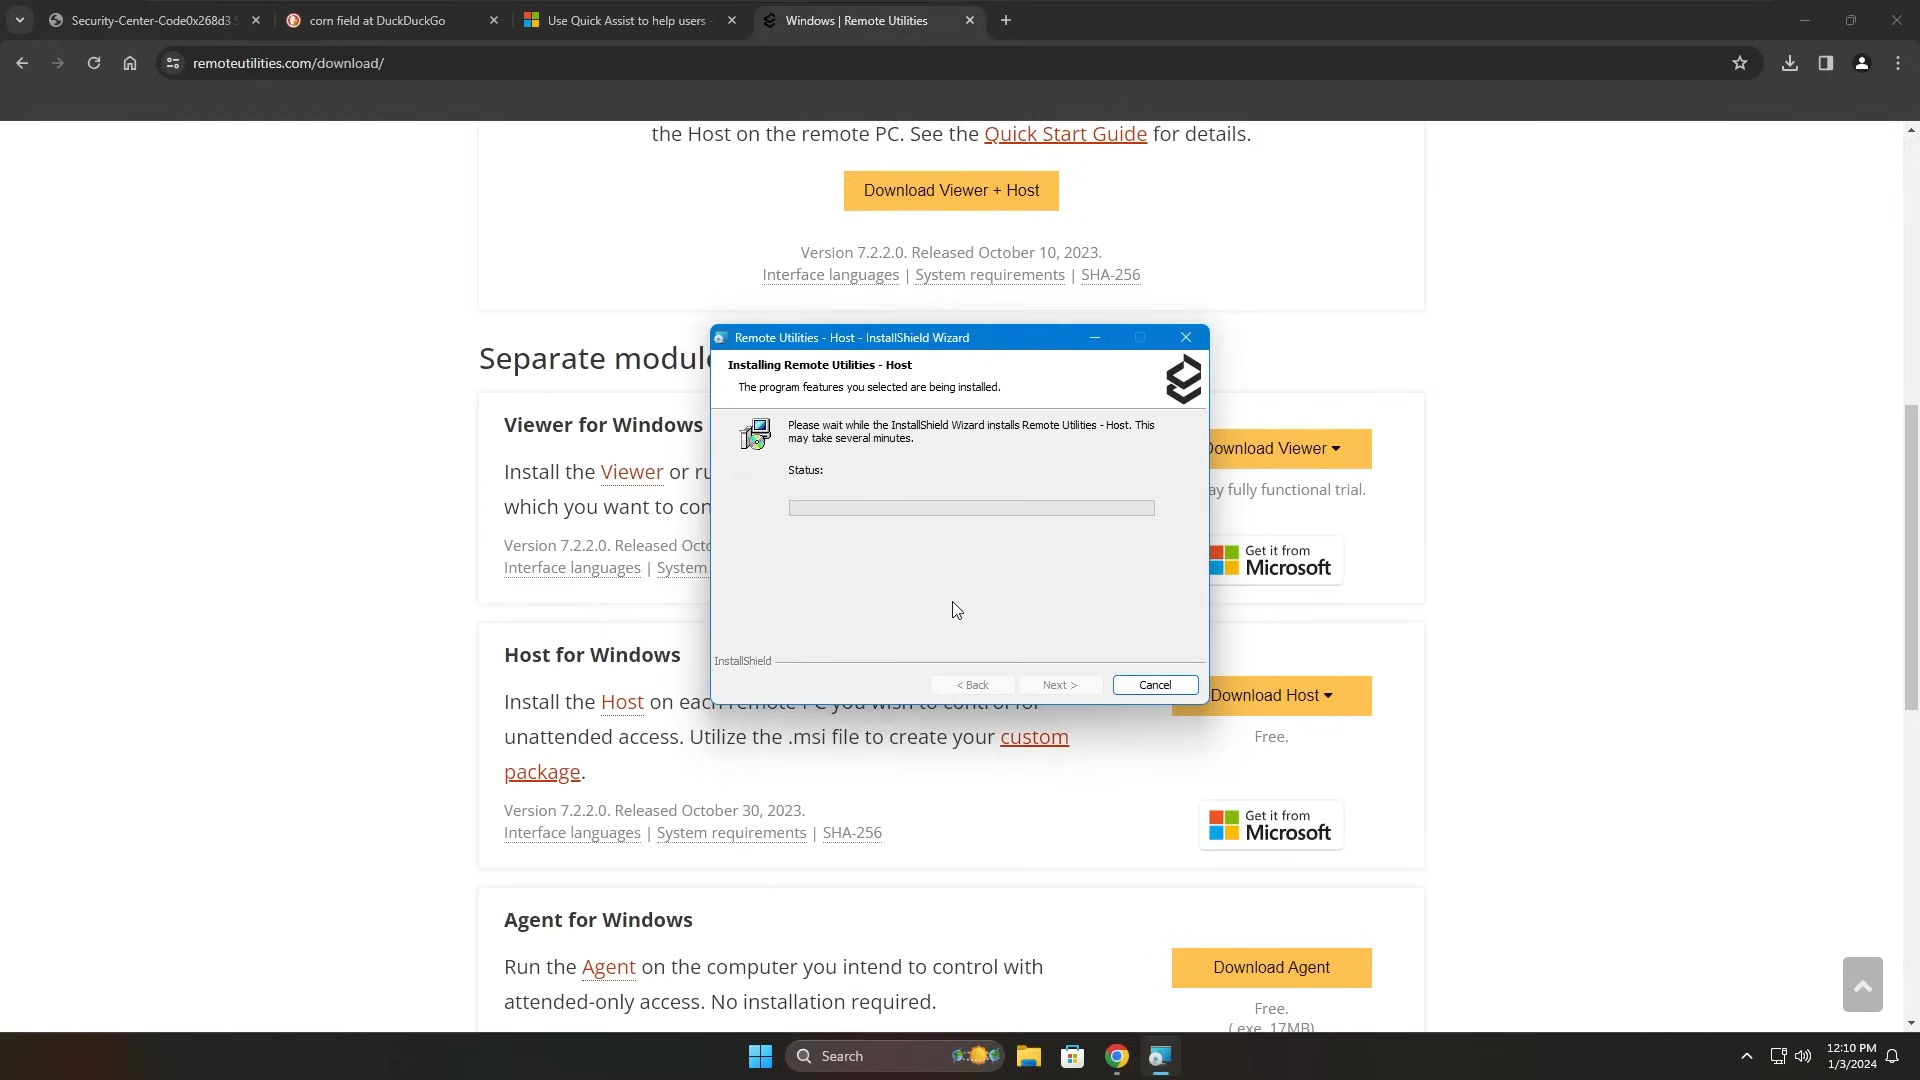 Security-Center-Code0x268d3
corn field at DuckDuckGo
Use Quick Assist to help users
Windows | Remote Utilities
remoteutilities.com/download/
the Host on the remote PC. See the Quick Start Guide for details.
Download Viewer + Host
Version 7.2.2.0. Released October 10, 2023.
Interface languages | System requirements | SHA-256
Separate modul
Remote Utilities - Host - InstallShield Wizard
Installing Remote Utilities - Host
The program features you selected are being installed.
Please wait while the InstallShield Wizard installs Remote Utilities - Host. This
may take several minutes.
Status:
InstallShield
< Back
Next >
Cancel
Viewer for Windows
Install the Viewer or ru
which you want to con
Version 7.2.2.0. Released Octo
Interface languages | System
Download Viewer
ay fully functional trial.
Get it from
Microsoft
Host for Windows
Install the Host on each remote PC you wish to control for
unattended access. Utilize the .msi file to create your custom
package.
Version 7.2.2.0. Released October 30, 2023.
Interface languages | System requirements | SHA-256
Download Host
Free.
Get it from
Microsoft
Agent for Windows
Run the Agent on the computer you intend to control with
attended-only access. No installation required.
Download Agent
Free.
(.exe, 17MB)
Search
12:10 PM
1/3/2024